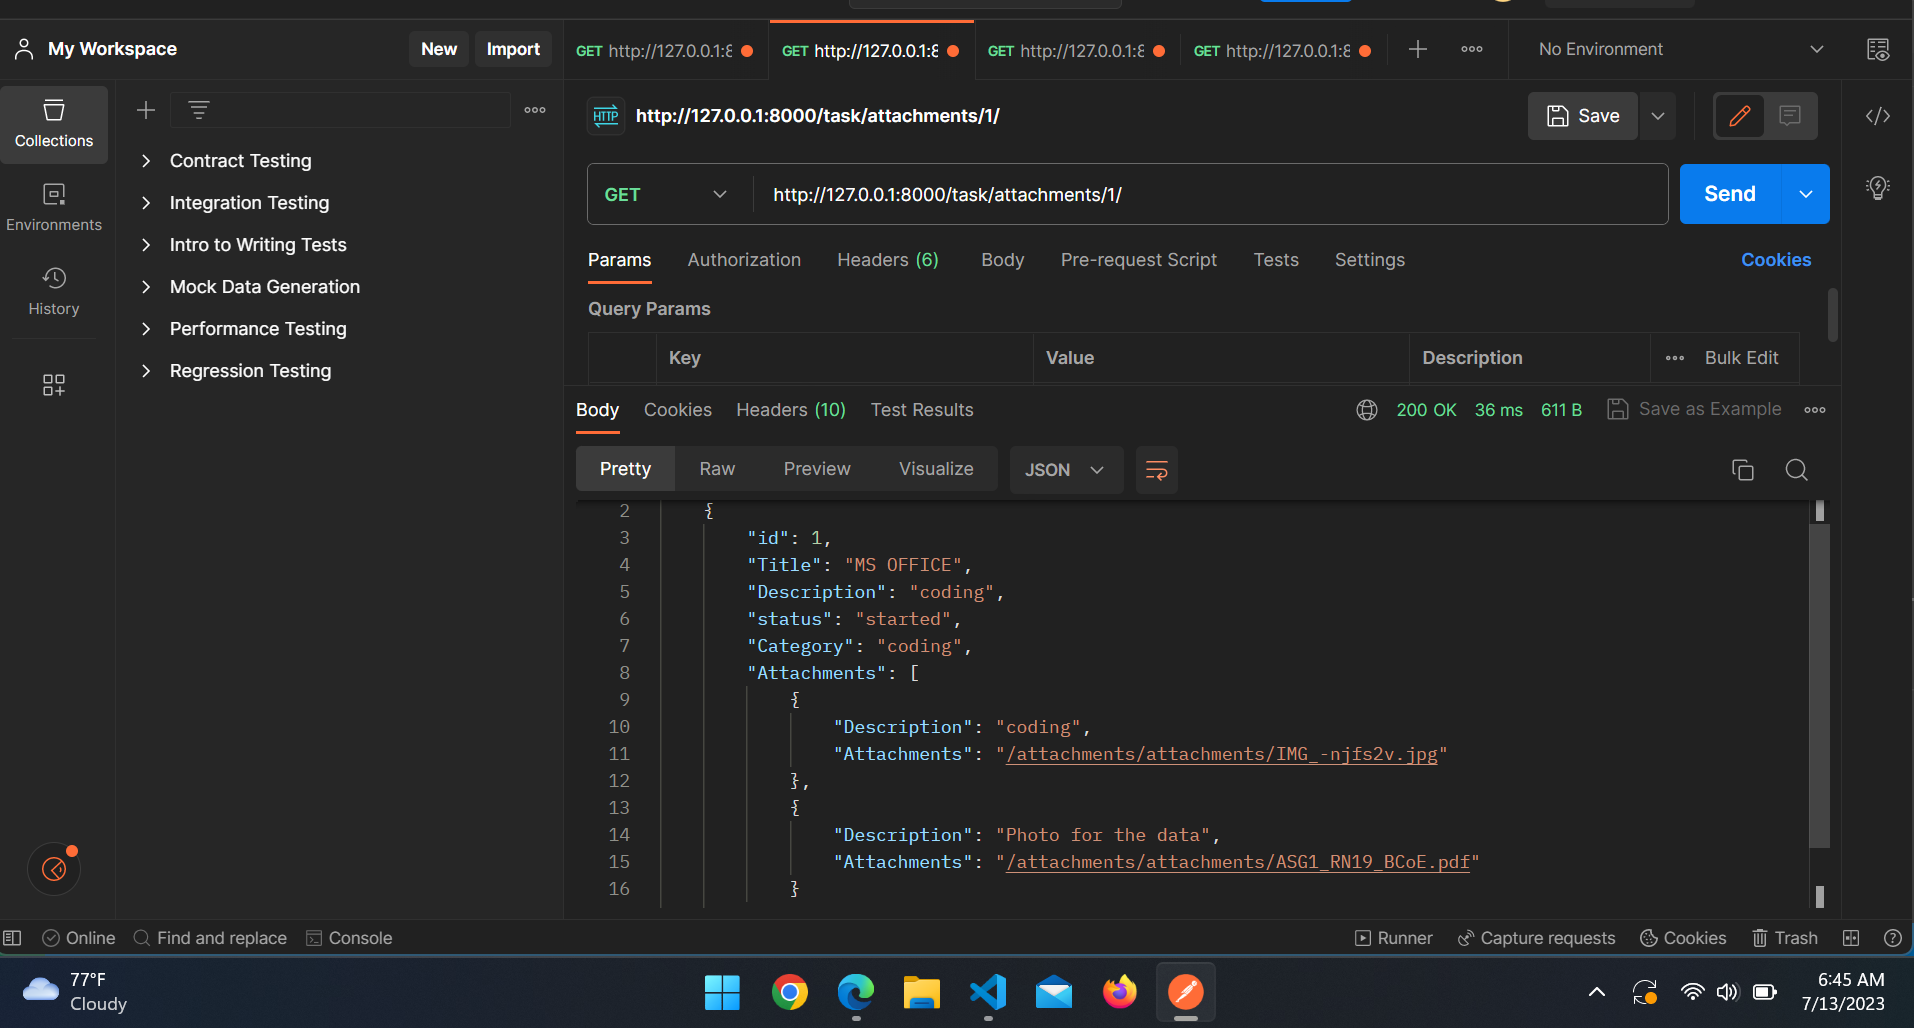 My Workspace
New
Import
GET http://127.0.0.1:8
GET http://127.0.0.1:8
GET http://127.0.0.1:8
GET http://127.0.0.1:8
No Environment
Collections
Environments
History
Contract Testing
Integration Testing
Intro to Writing Tests
Mock Data Generation
Performance Testing
Regression Testing
HTTP
http://127.0.0.1:8000/task/attachments/1/
Save
GET
http://127.0.0.1:8000/task/attachments/1/
Send
Params Authorization Headers (6) Body Pre-request Script Tests Settings
Cookies
Query Params
Key Value Description Bulk Edit
Body Cookies Headers (10) Test Results
200 OK 36 ms 611 B Save as Example
Pretty Raw Preview Visualize JSON
2 {
3 "id": 1,
4 "Title": "MS OFFICE",
5 "Description": "coding",
6 "status": "started",
7 "Category": "coding",
8 "Attachments": [
9 {
10 "Description": "coding",
11 "Attachments": "/attachments/attachments/IMG_-njfs2v.jpg"
12 },
13 {
14 "Description": "Photo for the data",
15 "Attachments": "/attachments/attachments/ASG1_RN19_BCoE.pdf"
16 }
Online Find and replace Console
Runner Capture requests Cookies Trash
77°F
Cloudy
6:45 AM
7/13/2023